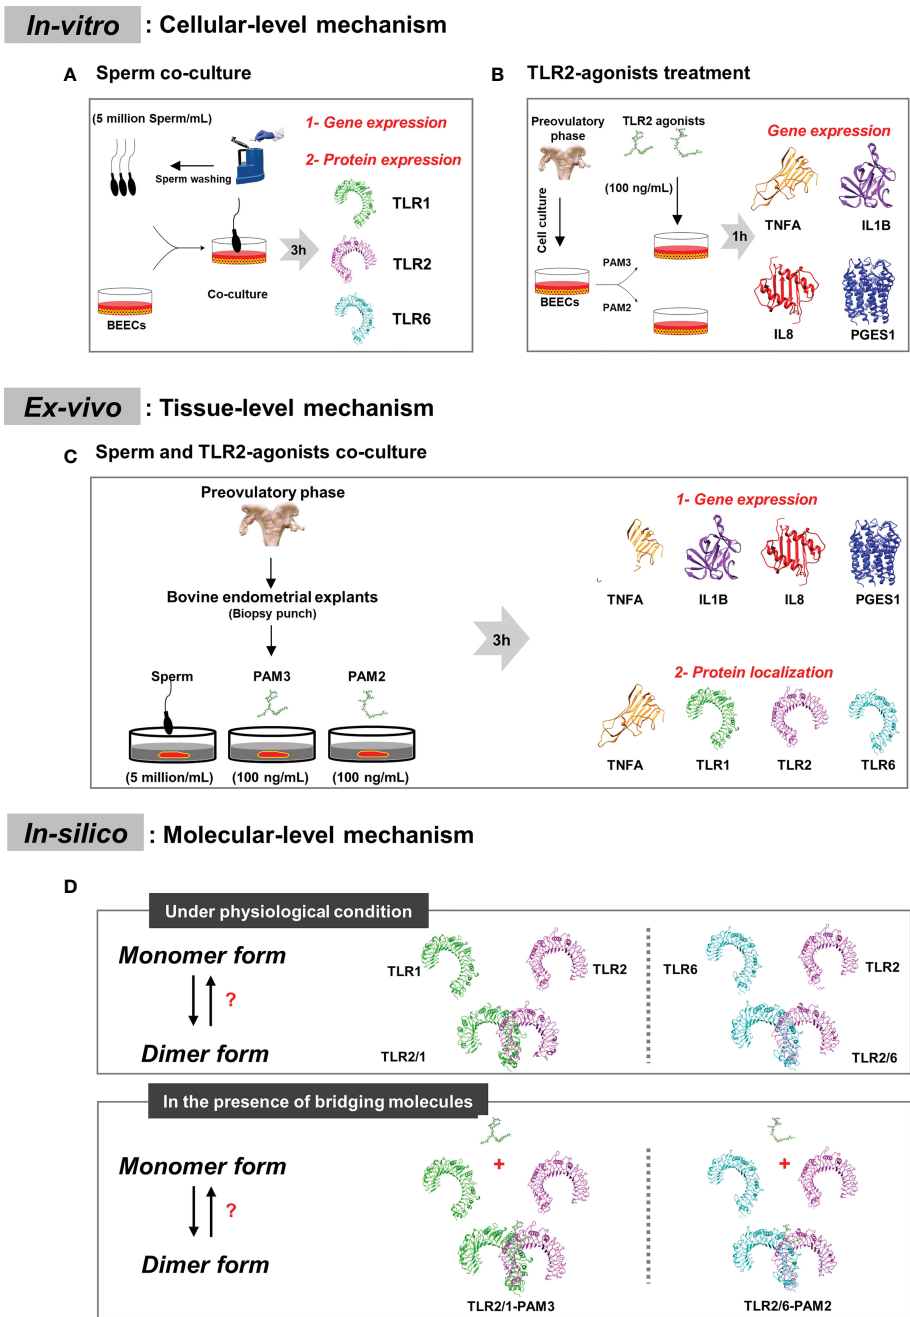 In-vitro : Cellular-level mechanism
A Sperm co-culture
(5 million Sperm/mL)
Sperm washing
1- Gene expression
2- Protein expression
TLR1
3h
TLR2
Co-culture
BEECs
TLR6
B TLR2-agonists treatment
Preovulatory
phase
TLR2 agonists
Gene expression
(100 ng/mL)
Cell culture
TNFA
IL1B
1h
PAM3
BEECs
PAM2
IL8
PGES1
Ex-vivo : Tissue-level mechanism
C Sperm and TLR2-agonists co-culture
Preovulatory phase
Bovine endometrial explants
(Biopsy punch)
Sperm
PAM3
PAM2
(5 million/mL)
(100 ng/mL)
(100 ng/mL)
3h
1- Gene expression
TNFA
IL1B
IL8
PGES1
2- Protein localization
TNFA
TLR1
TLR2
TLR6
In-silico : Molecular-level mechanism
D
Under physiological condition
Monomer form
?
Dimer form
TLR1
TLR2
TLR2/1
TLR6
TLR2
TLR2/6
In the presence of bridging molecules
Monomer form
?
Dimer form
+
TLR2/1-PAM3
+
TLR2/6-PAM2